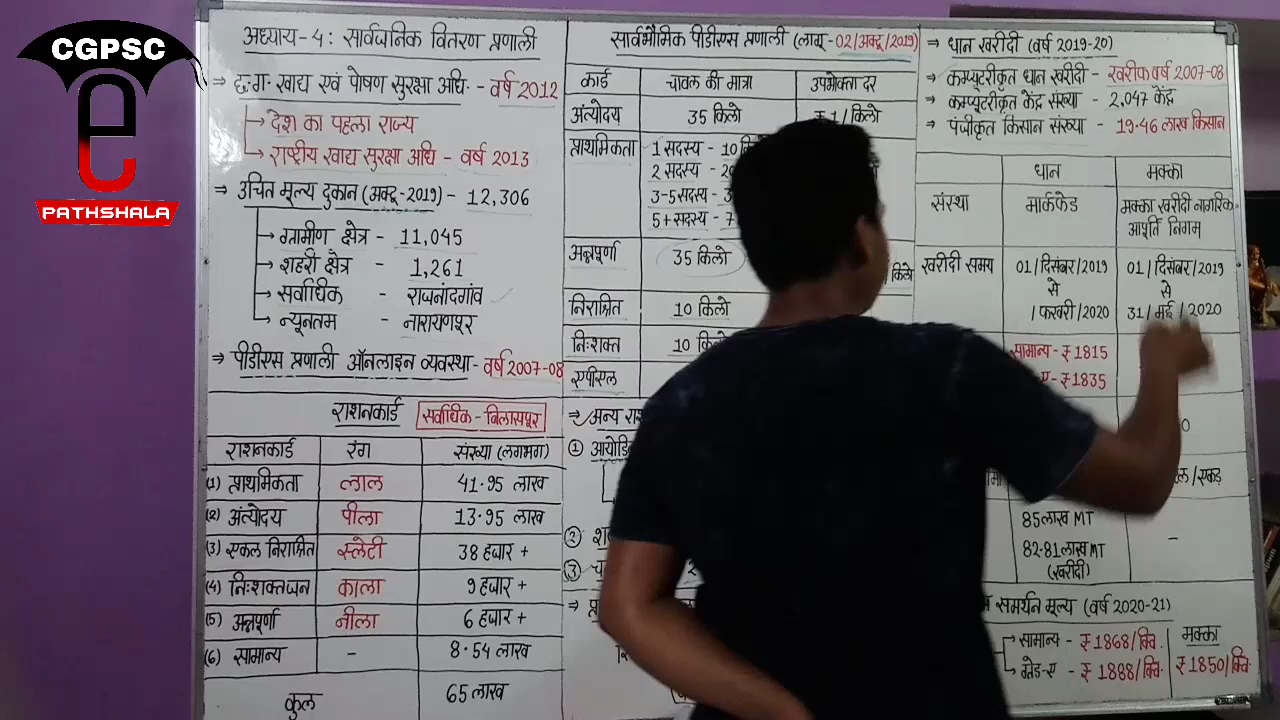 CGPSC
e
PATHSHALA
अध्याय-4: सार्वजनिक वितरण प्रणाली
⇒ छ.ग. खाद्य एवं पोषण सुरक्षा अधि. - वर्ष 2012
→ देश का पहला राज्य
→ राष्ट्रीय खाद्य सुरक्षा अधि - वर्ष 2013
⇒ उचित मूल्य दुकान (अक्टू-2019) - 12,306
→ ग्रामीण क्षेत्र - 11,045
→ शहरी क्षेत्र - 1,261
→ सर्वाधिक - राजनांदगांव
→ न्यूनतम - नारायणपुर
⇒ पीडीएस प्रणाली ऑनलाइन व्यवस्था - वर्ष 2007-08
राशनकार्ड सर्वाधिक - बिलासपुर
राशनकार्ड रंग संख्या (लगभग)
(1) प्राथमिकता लाल 41.95 लाख
(2) अंत्योदय पीला 13.95 लाख
(3) एकल निराश्रित स्लेटी 38 हजार +
(4) निःशक्तजन काला 9 हजार +
(5) अन्नपूर्णा नीला 6 हजार +
(6) सामान्य - 8.54 लाख
कुल 65 लाख
सार्वभौमिक पीडीएस प्रणाली (लागू - 02/अक्टू/2019)
कार्ड चावल की मात्रा उपभोक्ता दर
अंत्योदय 35 किलो ₹ 1/किलो
प्राथमिकता 1 सदस्य - 10
2 सदस्य -
3-5 सदस्य -
5+ सदस्य -
अन्नपूर्णा 35 किलो
किलो
निराश्रित 10 किलो
निःशक्त 10
एपीएल
⇒ अन्य
①
②
③
⇒
⇒ धान खरीदी (वर्ष 2019-20)
→ कम्प्यूटरीकृत धान खरीदी - खरीफ वर्ष 2007-08
→ कम्प्यूटरीकृत केंद्र संख्या - 2,047 केंद्र
→ पंजीकृत किसान संख्या - 19.46 लाख किसान
धान मक्का
संस्था मार्कफेड मक्का खरीदी नागरिक
आपूर्ति निगम
खरीदी समय 01/दिसंबर/2019 01/दिसंबर/2019
से से
/फरवरी/2020 31/मई/2020
सामान्य - ₹ 1815
ए - ₹ 1835
0
/एकड़
85 लाख MT
82.81 लाख MT -
(खरीदी)
समर्थन मूल्य (वर्ष 2020-21)
→ सामान्य - ₹ 1868/क्विं. मक्का
→ ग्रेड-ए - ₹ 1888/क्विं. ₹ 1850/क्विं.